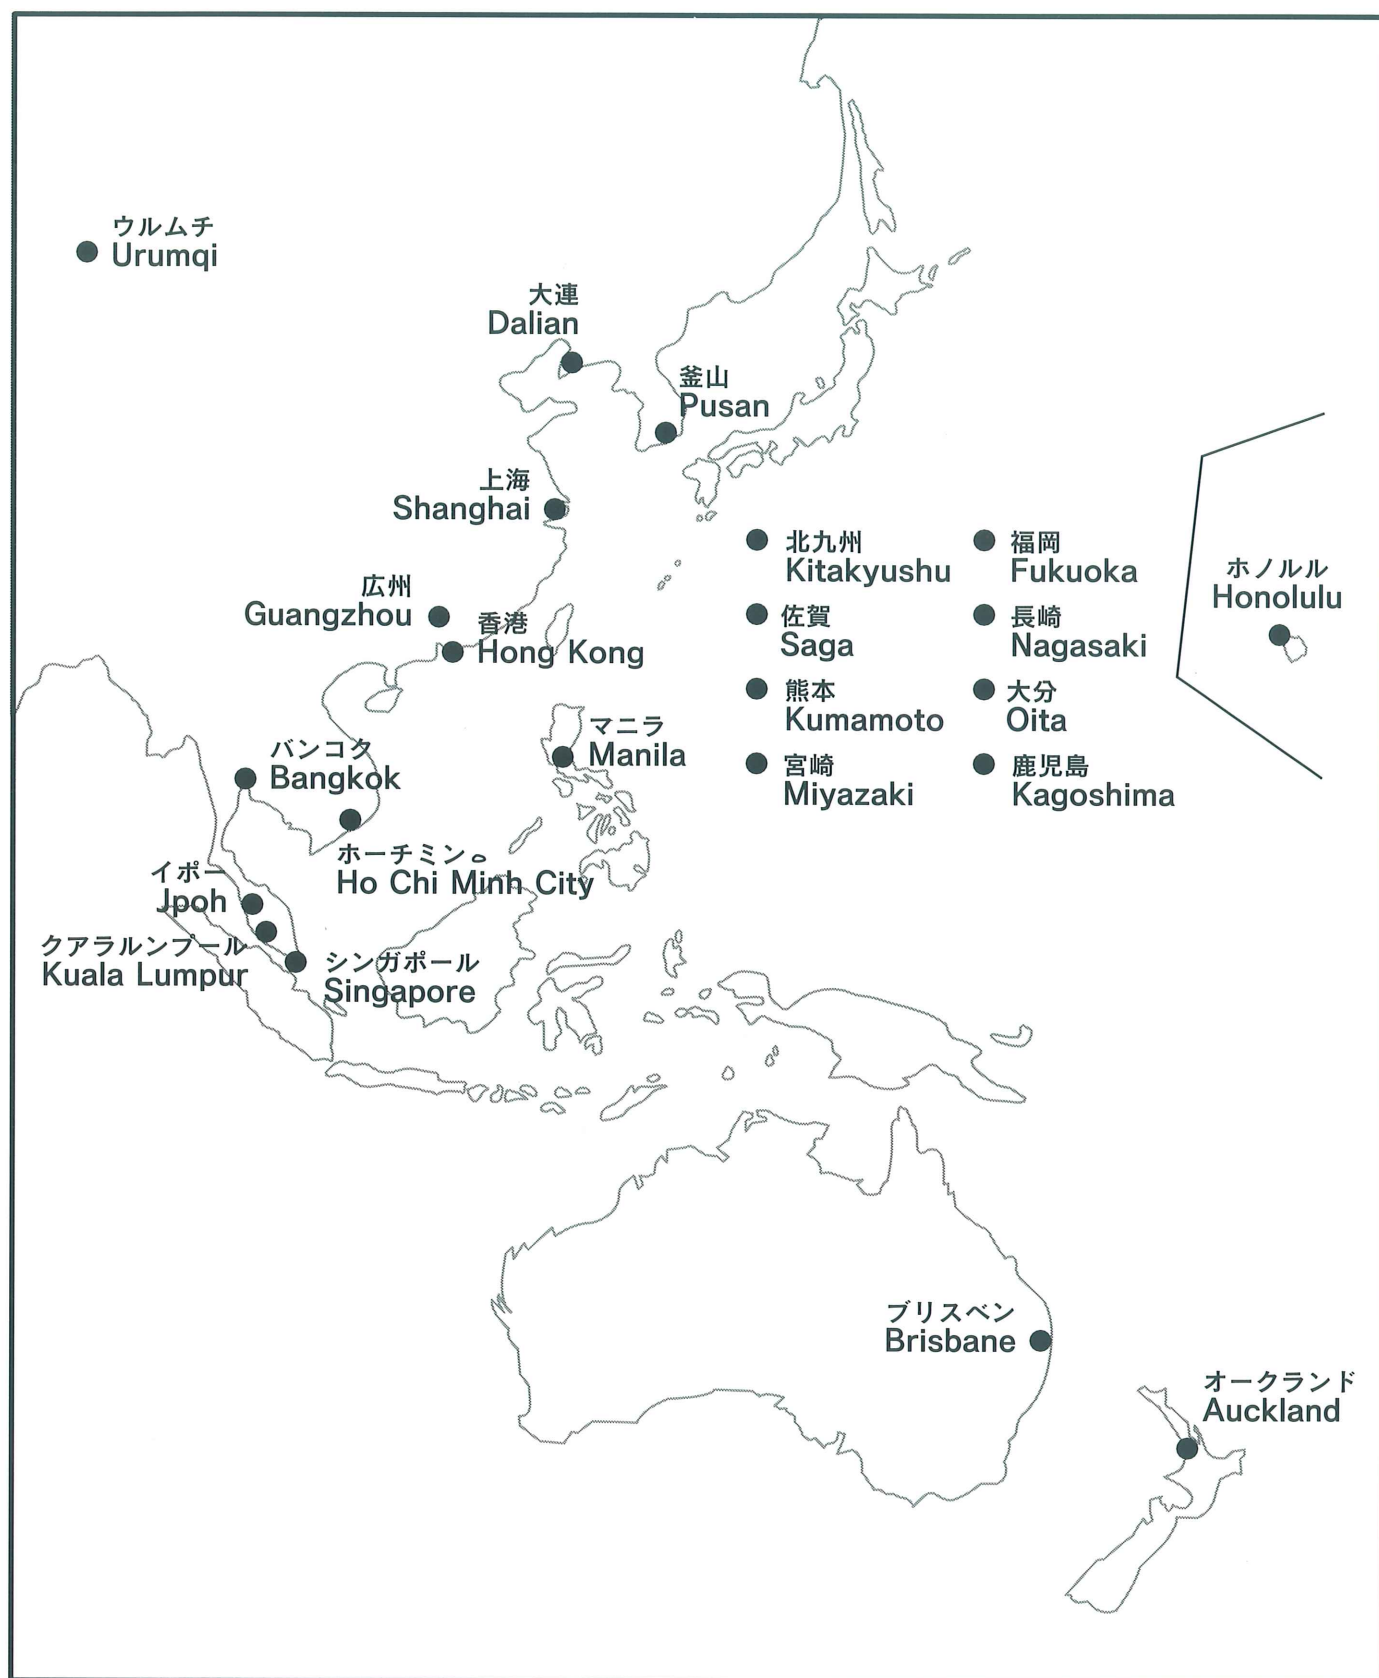 ウルムチ
Urumqi
大連
Dalian
釜山
Pusan
上海
Shanghai
広州
Guangzhou
香港
Hong Kong
北九州
Kitakyushu
福岡
Fukuoka
佐賀
Saga
長崎
Nagasaki
熊本
Kumamoto
大分
Oita
宮崎
Miyazaki
鹿児島
Kagoshima
ホノルル
Honolulu
マニラ
Manila
バンコク
Bangkok
ホーチミン
Ho Chi Minh City
イポー
Jpoh
クアラルンプール
Kuala Lumpur
シンガポール
Singapore
ブリスベン
Brisbane
オークランド
Auckland